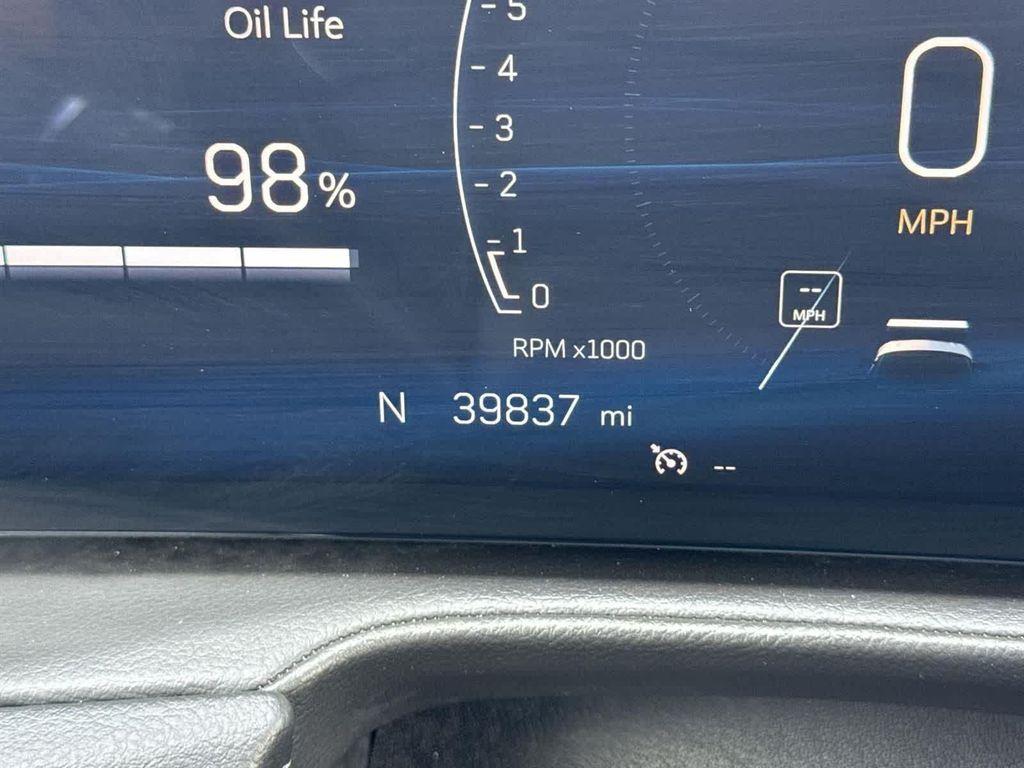 Oil Life
98%
5
4
3
2
1
0
RPM x1000
0
MPH
--
MPH
N 39837 mi
--